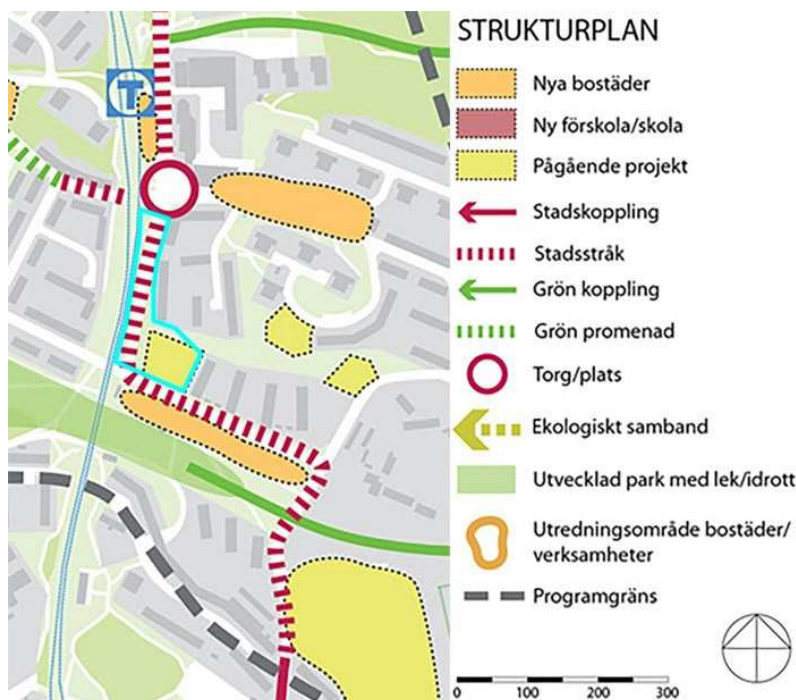 T
STRUKTURPLAN
Nya bostäder
Ny förskola/skola
Pågående projekt
Stadskoppling
Stadsstråk
Grön koppling
Grön promenad
Torg/plats
Ekologiskt samband
Utvecklad park med lek/idrott
Utredningsområde bostäder/
verksamheter
Programgräns
0 100 200 300